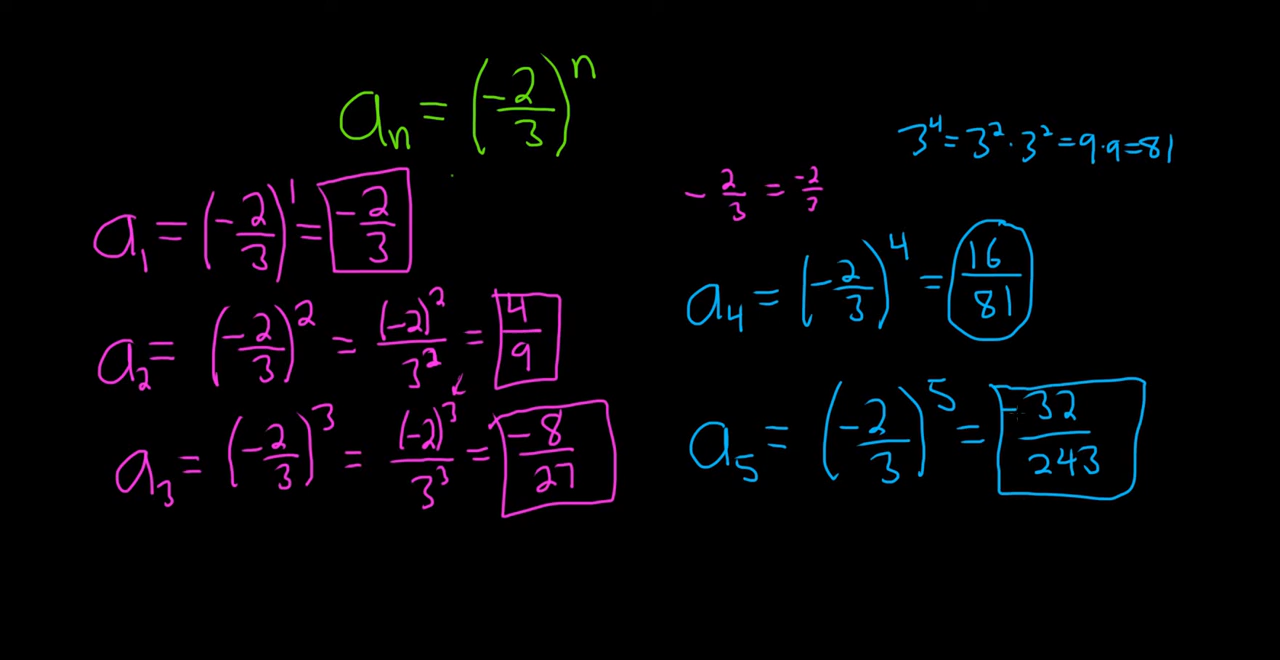 aₙ = (-2/3)ⁿ
a₁ = (-2/3)¹ = -2/3
a₂ = (-2/3)² = (-2)²/3² = 4/9
a₃ = (-2/3)³ = (-2)³/3³ = -8/27
3⁴ = 3² · 3² = 9 · 9 = 81
- 2/3 = -2/3
a₄ = (-2/3)⁴ = 16/81
a₅ = (-2/3)⁵ = -32/243